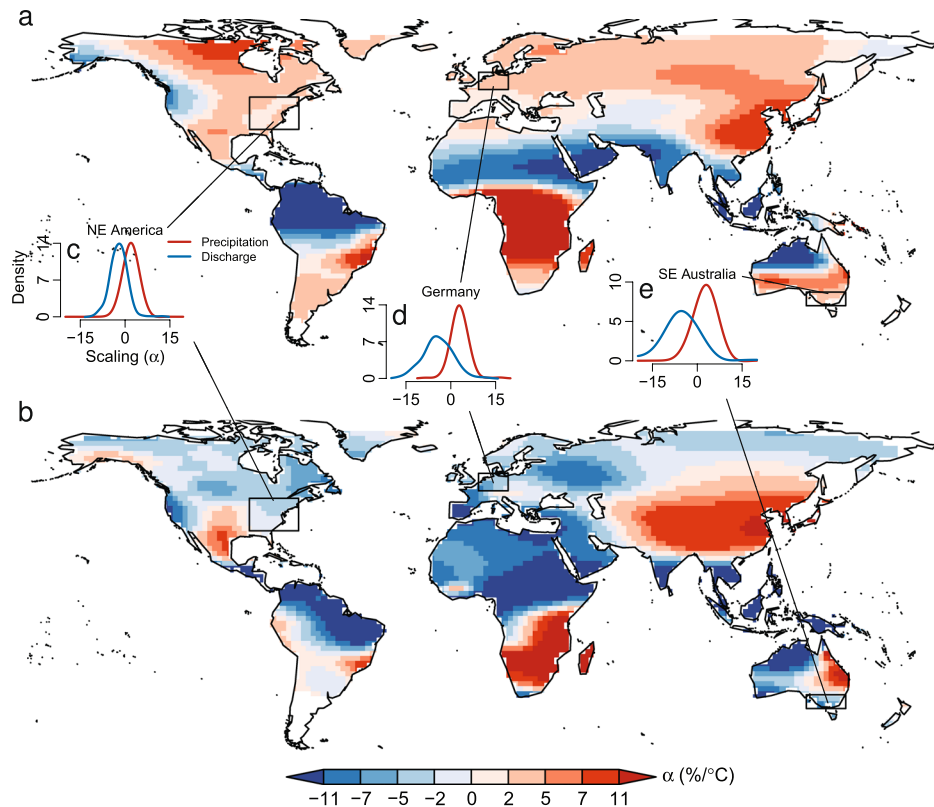 a
NE America
c
Precipitation
Discharge
Density
0 7 14
−15 0 15
Scaling (α)
Germany
d
0 7 14
−15 0 15
SE Australia
e
0 5 10
−15 0 15
b
α (%/°C)
−11 −7 −5 −2 0 2 5 7 11